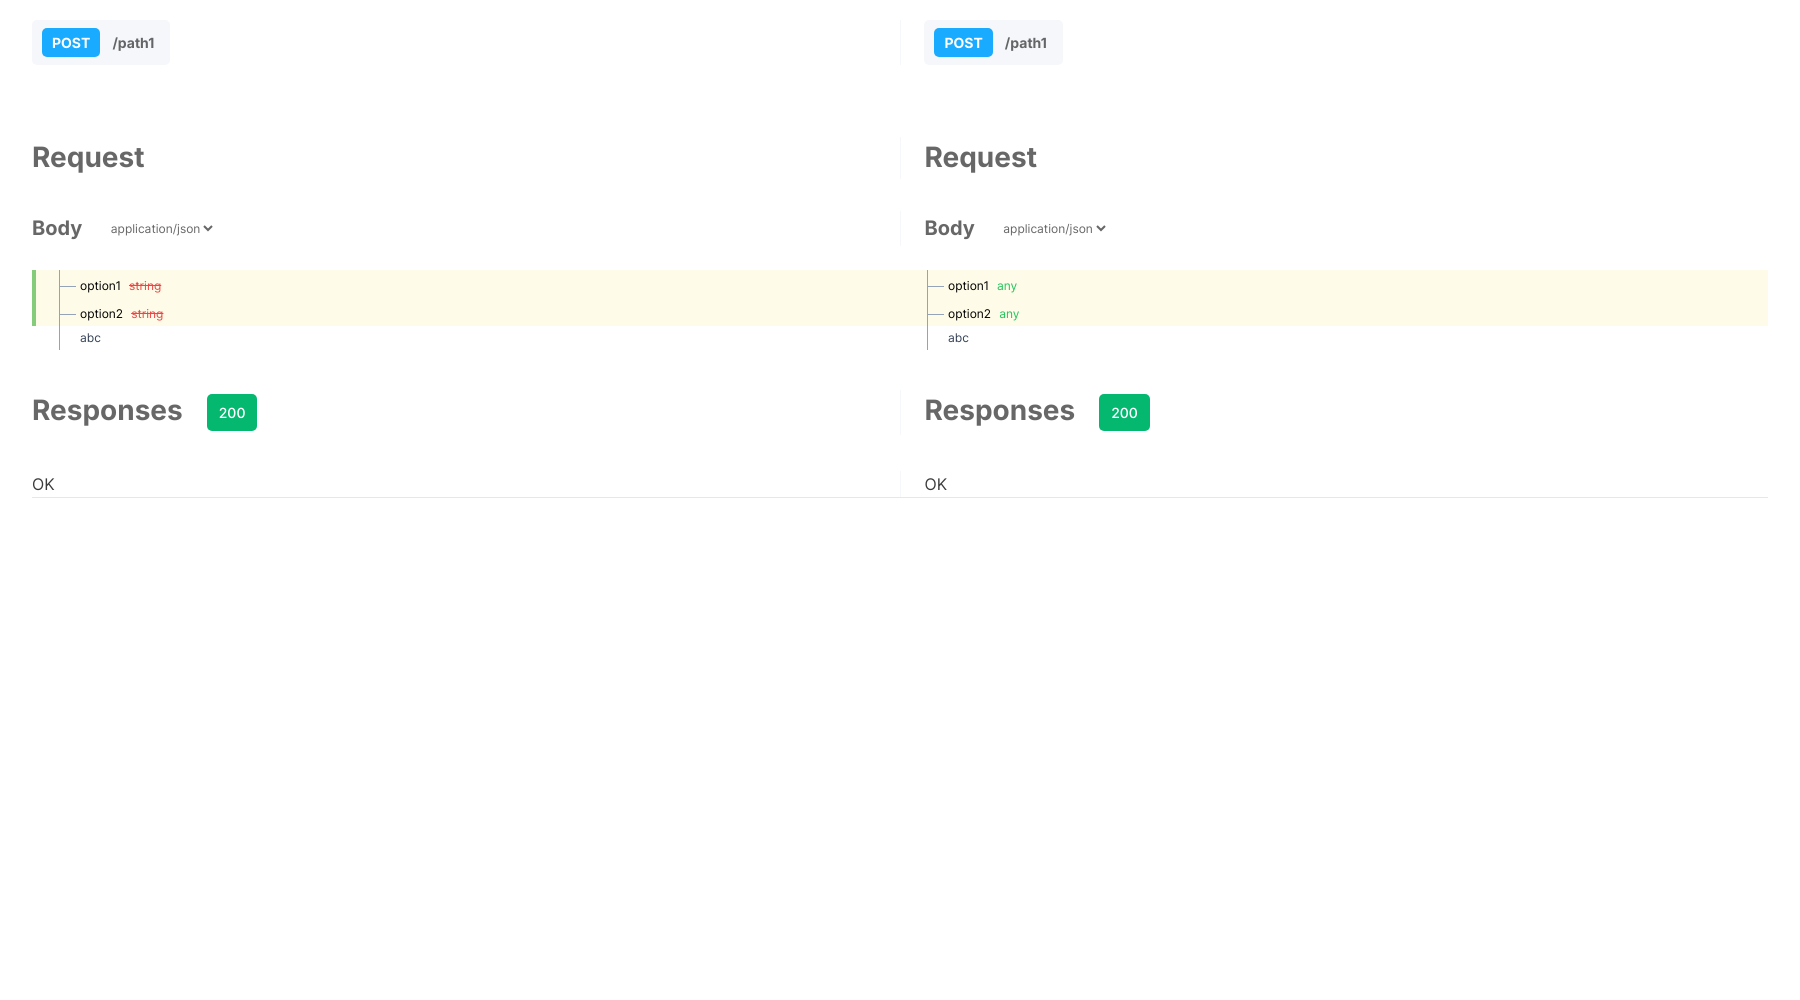 POST /path1
POST /path1
Request
Request
Body application/json
Body application/json
option1 string
option1 any
option2 string
option2 any
abc
abc
Responses 200
Responses 200
OK
OK